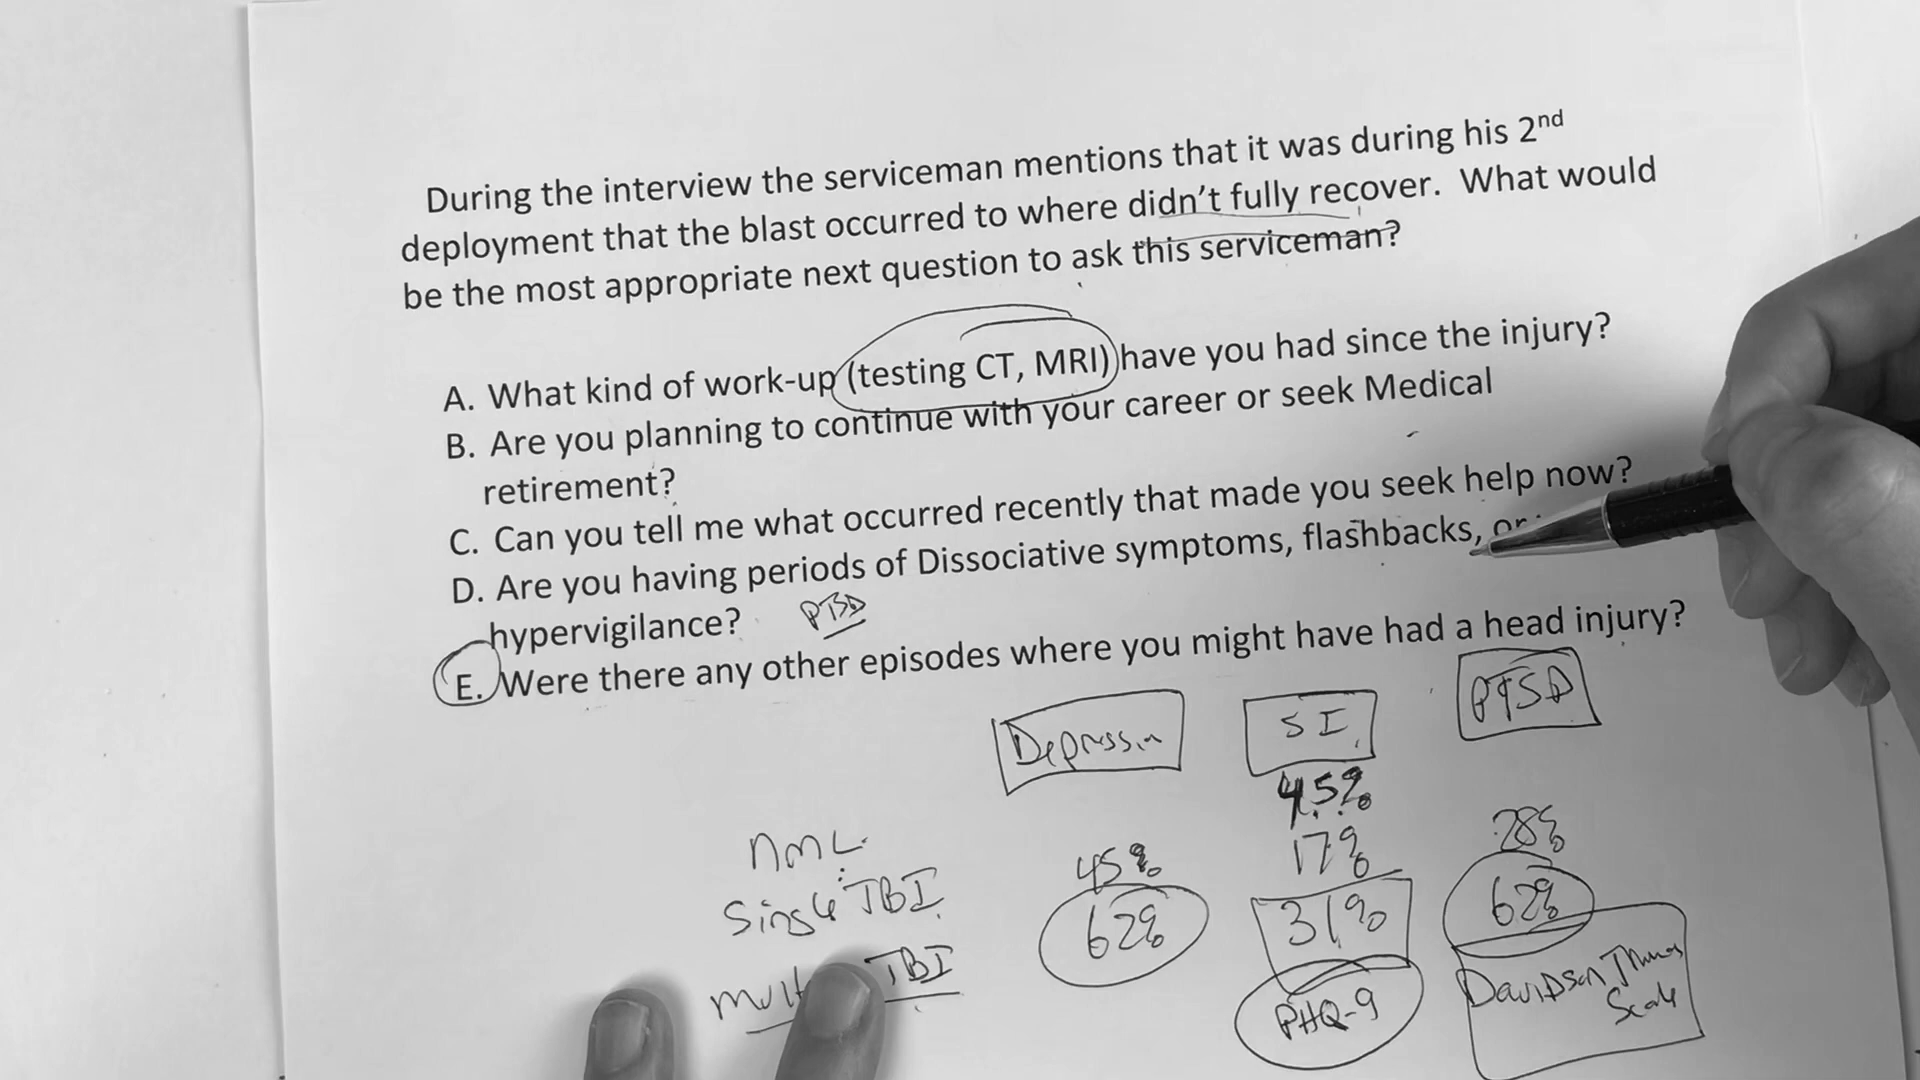 During the interview the serviceman mentions that it was during his 2nd
deployment that the blast occurred to where didn't fully recover. What would
be the most appropriate next question to ask this serviceman?
A. What kind of work-up (testing CT, MRI) have you had since the injury?
B. Are you planning to continue with your career or seek Medical
retirement?
C. Can you tell me what occurred recently that made you seek help now?
D. Are you having periods of Dissociative symptoms, flashbacks, or
hypervigilance? PTSD
E. Were there any other episodes where you might have had a head injury?
Depression SI PTSD
4.5%
NML 17% 28%
Single TBI 45% 31% 62%
TBI 62%
PHQ-9 Davidson
Scale